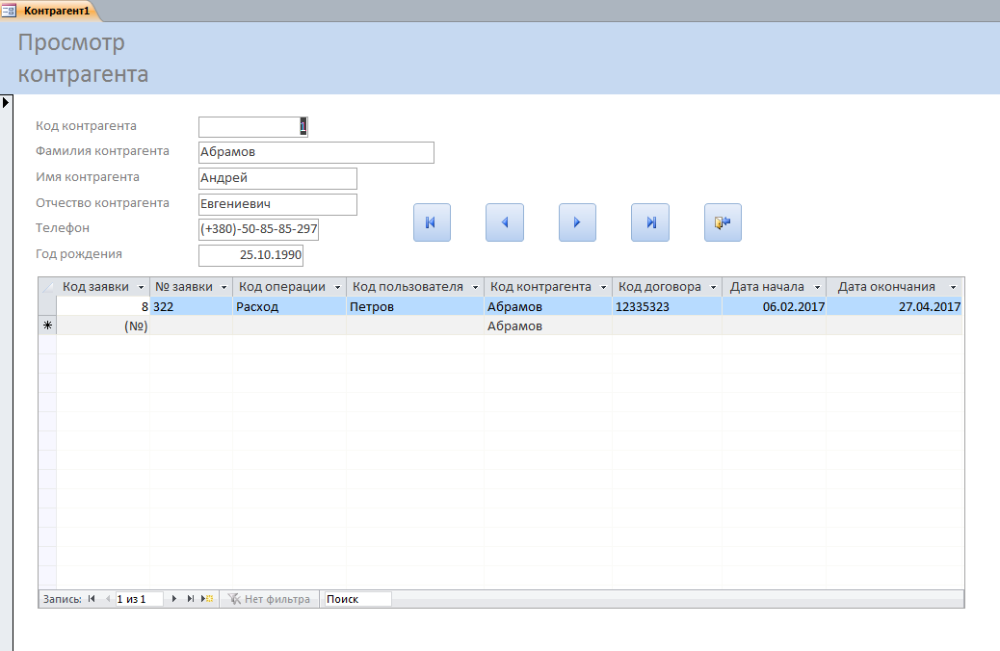 Контрагент1
Просмотр
контрагента
Код контрагента 1
Фамилия контрагента Абрамов
Имя контрагента Андрей
Отчество контрагента Евгениевич
Телефон (+380)-50-85-85-297
Год рождения 25.10.1990
Код заявки № заявки Код операции Код пользователя Код контрагента Код договора Дата начала Дата окончания
8 322 Расход Петров Абрамов 12335323 06.02.2017 27.04.2017
(№) Абрамов
Запись: 1 из 1 Нет фильтра Поиск